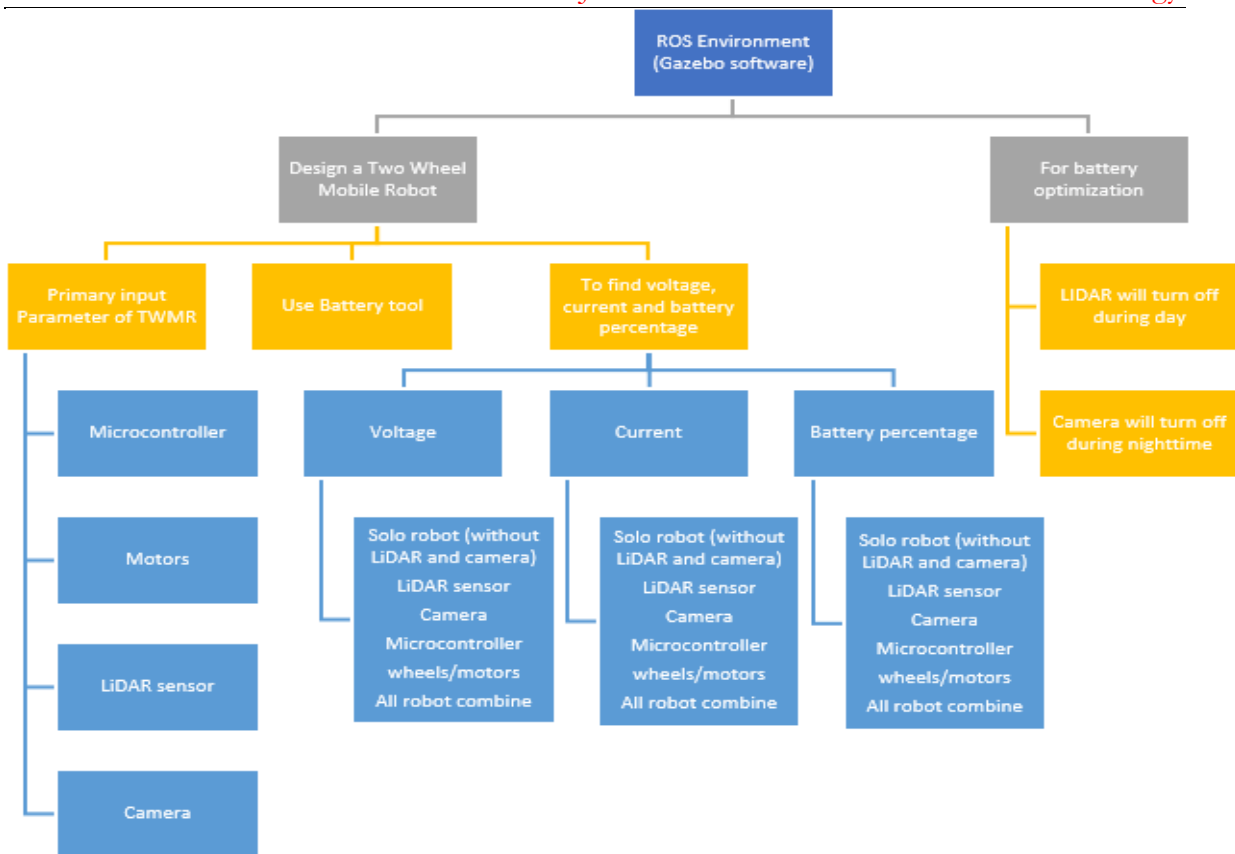 ROS Environment
(Gazebo software)
Design a Two Wheel
Mobile Robot
For battery
optimization
Primary input
Parameter of TWMR
Use Battery tool
To find voltage,
current and battery
percentage
LIDAR will turn off
during day
Camera will turn off
during nighttime
Microcontroller
Motors
LiDAR sensor
Camera
Voltage
Current
Battery percentage
Solo robot (without
LiDAR and camera)
LiDAR sensor
Camera
Microcontroller
wheels/motors
All robot combine
Solo robot (without
LiDAR and camera)
LiDAR sensor
Camera
Microcontroller
wheels/motors
All robot combine
Solo robot (without
LiDAR and camera)
LiDAR sensor
Camera
Microcontroller
wheels/motors
All robot combine